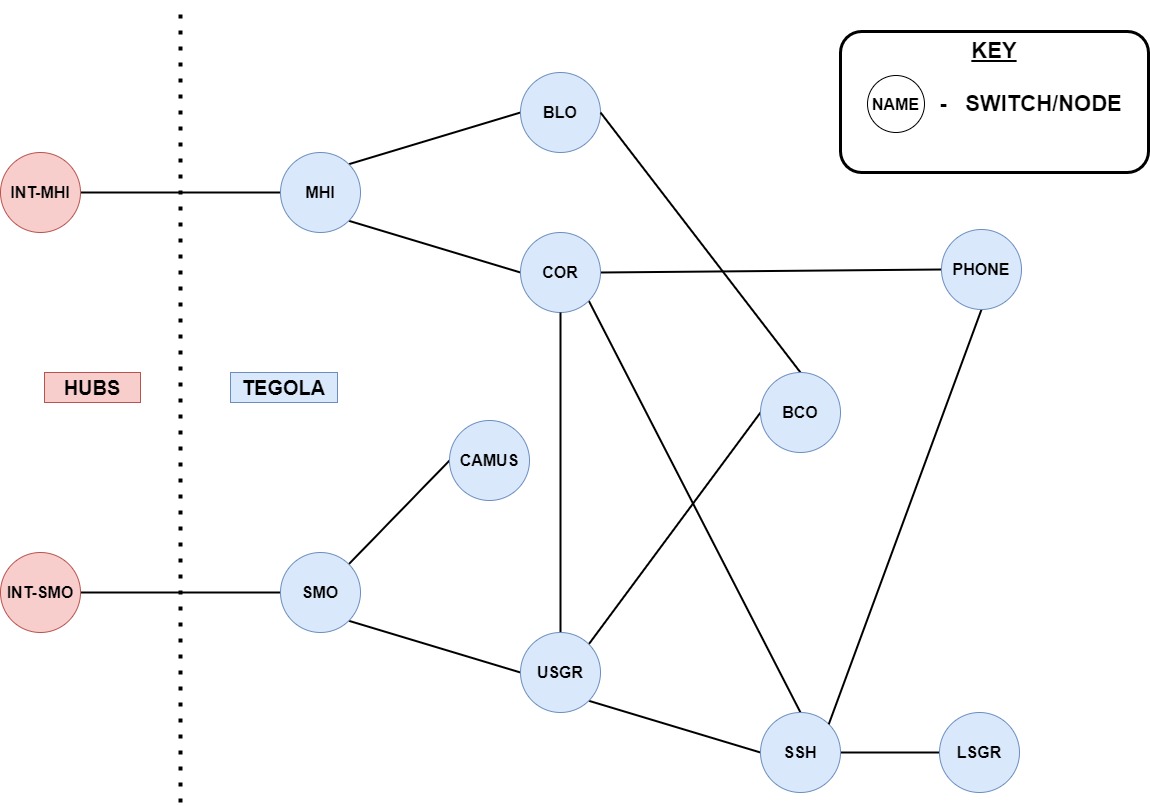 KEY
NAME - SWITCH/NODE
BLO
INT-MHI
MHI
COR
PHONE
HUBS
TEGOLA
BCO
CAMUS
INT-SMO
SMO
USGR
SSH
LSGR